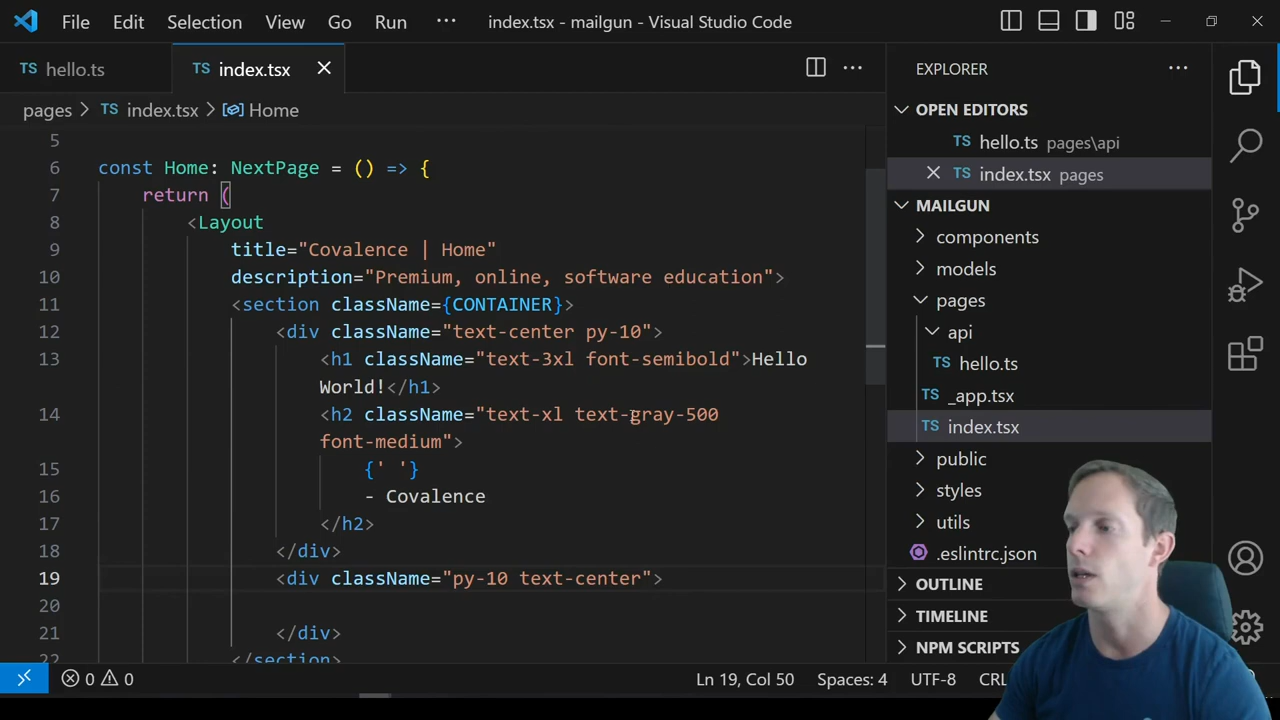 File Edit Selection View Go Run ··· index.tsx - mailgun - Visual Studio Code
TS hello.ts TS index.tsx
pages > TS index.tsx > Home
5
6 const Home: NextPage = () => {
7 return (
8 <Layout
9 title="Covalence | Home"
10 description="Premium, online, software education">
11 <section className={CONTAINER}>
12 <div className="text-center py-10">
13 <h1 className="text-3xl font-semibold">Hello
World!</h1>
14 <h2 className="text-xl text-gray-500
font-medium">
15 {' '}
16 - Covalence
17 </h2>
18 </div>
19 <div className="py-10 text-center">
20
21 </div>
22 </section>
EXPLORER
OPEN EDITORS
TS hello.ts pages\api
TS index.tsx pages
MAILGUN
components
models
pages
api
TS hello.ts
TS _app.tsx
TS index.tsx
public
styles
utils
.eslintrc.json
OUTLINE
TIMELINE
NPM SCRIPTS
0 0 Ln 19, Col 50 Spaces: 4 UTF-8